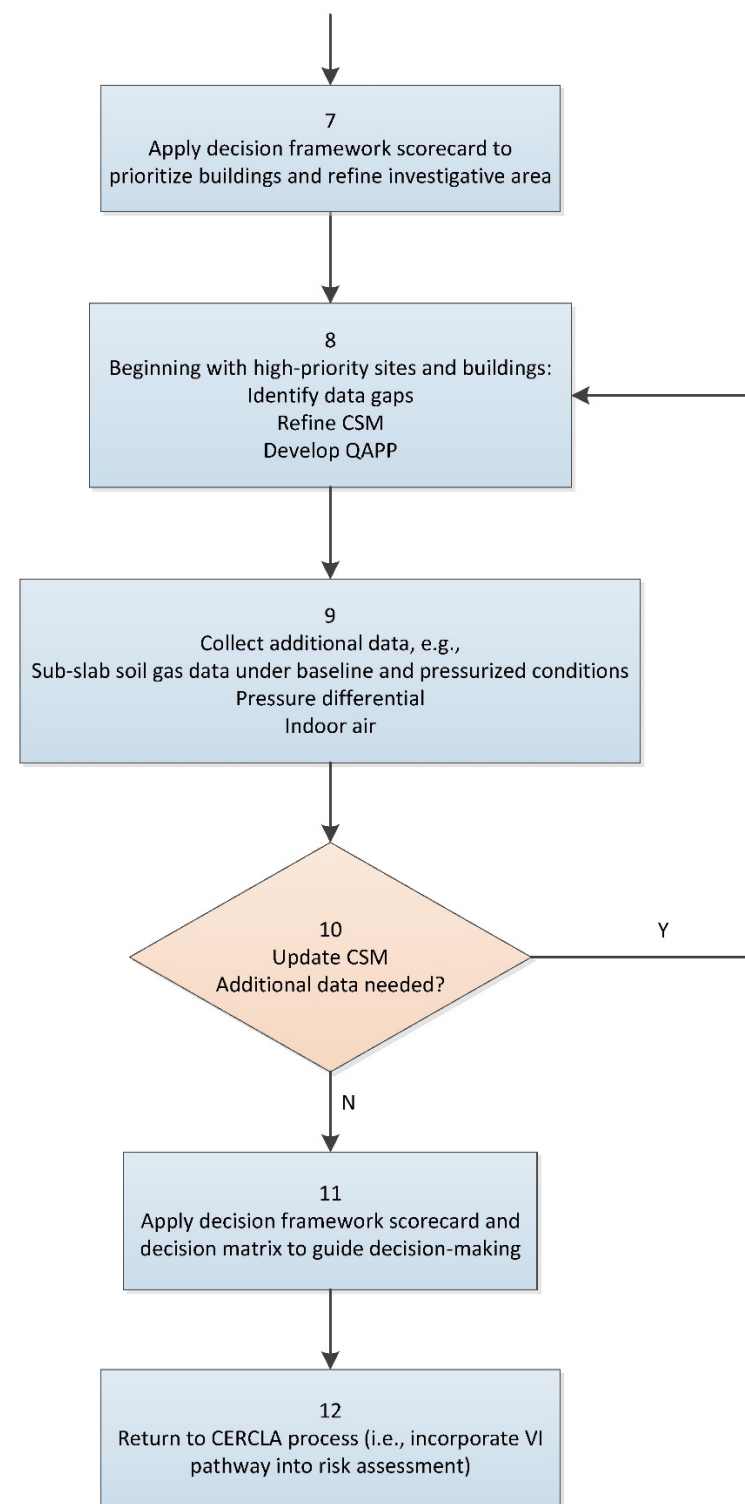 7
Apply decision framework scorecard to
prioritize buildings and refine investigative area
8
Beginning with high-priority sites and buildings:
Identify data gaps
Refine CSM
Develop QAPP
9
Collect additional data, e.g.,
Sub-slab soil gas data under baseline and pressurized conditions
Pressure differential
Indoor air
10
Update CSM
Additional data needed?
Y
N
11
Apply decision framework scorecard and
decision matrix to guide decision-making
12
Return to CERCLA process (i.e., incorporate VI
pathway into risk assessment)